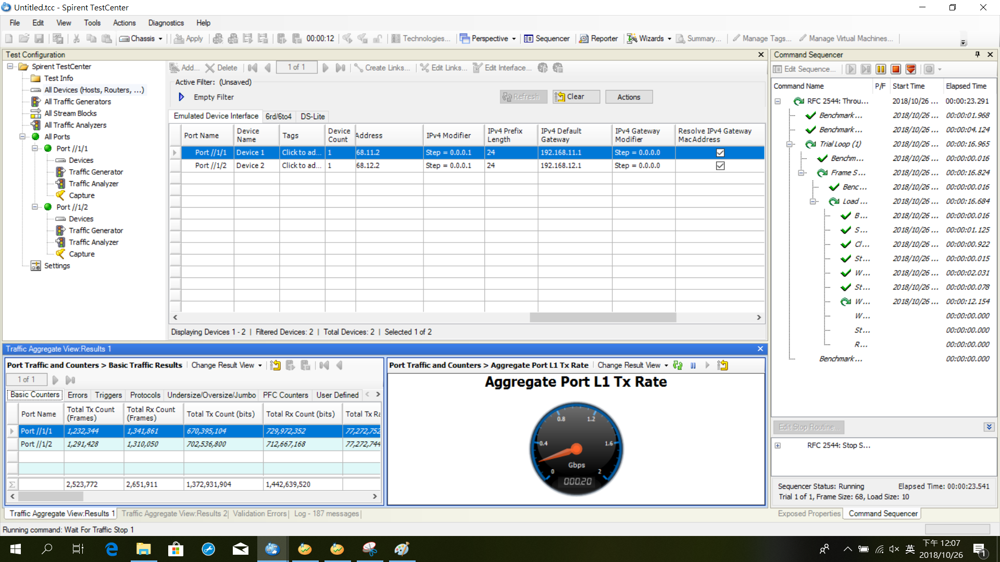 Untitled.tcc - Spirent TestCenter
File Edit View Tools Actions Diagnostics Help
Chassis Apply 00:00:12 Technologies... Perspective Sequencer Reporter Wizards Summary... Manage Tags... Manage Virtual Machines...
Test Configuration
Spirent TestCenter
Test Info
All Devices (Hosts, Routers, ...)
All Traffic Generators
All Stream Blocks
All Traffic Analyzers
All Ports
Port //1/1
Devices
Traffic Generator
Traffic Analyzer
Capture
Port //1/2
Devices
Traffic Generator
Traffic Analyzer
Capture
Settings
Add... Delete 1 of 1 Create Links... Edit Links... Edit Interface...
Active Filter: (Unsaved)
Empty Filter Refresh Clear Actions
Emulated Device Interface 6rd/6to4 DS-Lite
Port Name Device Name Tags Device Count Address IPv4 Modifier IPv4 Prefix Length IPv4 Default Gateway IPv4 Gateway Modifier Resolve IPv4 Gateway MacAddress
Port //1/1 Device 1 Click to ad... 1 68.11.2 Step = 0.0.0.1 24 192.168.11.1 Step = 0.0.0.0
Port //1/2 Device 2 Click to ad... 1 68.12.2 Step = 0.0.0.1 24 192.168.12.1 Step = 0.0.0.0
Displaying Devices 1 - 2 | Filtered Devices: 2 | Total Devices: 2 | Selected 1 of 2
Traffic Aggregate View:Results 1
Port Traffic and Counters > Basic Traffic Results Change Result View
1 of 1
Basic Counters Errors Triggers Protocols Undersize/Oversize/Jumbo PFC Counters User Defined
Port Name Total Tx Count (Frames) Total Rx Count (Frames) Total Tx Count (bits) Total Rx Count (bits) Total Tx Ra
Port //1/1 1,232,344 1,341,861 670,395,104 729,972,352 77,272,752
Port //1/2 1,291,428 1,310,050 702,536,800 712,667,168 77,272,744
Σ 2,523,772 2,651,911 1,372,931,904 1,442,639,520
Port Traffic and Counters > Aggregate Port L1 Tx Rate Change Result View
Aggregate Port L1 Tx Rate
0.8 1.2
0.4 1.6
Gbps
0 2
000.20
Traffic Aggregate View:Results 1 Traffic Aggregate View:Results 2 Validation Errors Log - 187 messages
Running command: Wait For Traffic Stop 1
Command Sequencer
Edit Sequence...
Command Name P/F Start Time Elapsed Time
RFC 2544: Throu... 2018/10/26 ... 00:00:23.291
Benchmark ... 2018/10/26 ... 00:00:01.968
Benchmark ... 2018/10/26 ... 00:00:04.124
Trial Loop (1) 2018/10/26 ... 00:00:16.965
Benchm... 2018/10/26 ... 00:00:00.016
Frame S... 2018/10/26 ... 00:00:16.824
Benc... 2018/10/26 ... 00:00:00.016
Load ... 2018/10/26 ... 00:00:16.684
B... 2018/10/26 ... 00:00:00.016
S... 2018/10/26 ... 00:00:01.125
Cl... 2018/10/26 ... 00:00:00.922
St... 2018/10/26 ... 00:00:00.015
W... 2018/10/26 ... 00:00:02.031
St... 2018/10/26 ... 00:00:00.078
W... 2018/10/26 ... 00:00:12.154
W... 00:00:00.000
St... 00:00:00.000
R... 00:00:00.000
Benchmark ... 00:00:00.000
Edit Stop Routine...
RFC 2544: Stop S...
Sequencer Status: Running Elapsed Time: 00:00:23.541
Trial 1 of 1, Frame Size: 68, Load Size: 10
Exposed Properties Command Sequencer
英
下午 12:07
2018/10/26
1